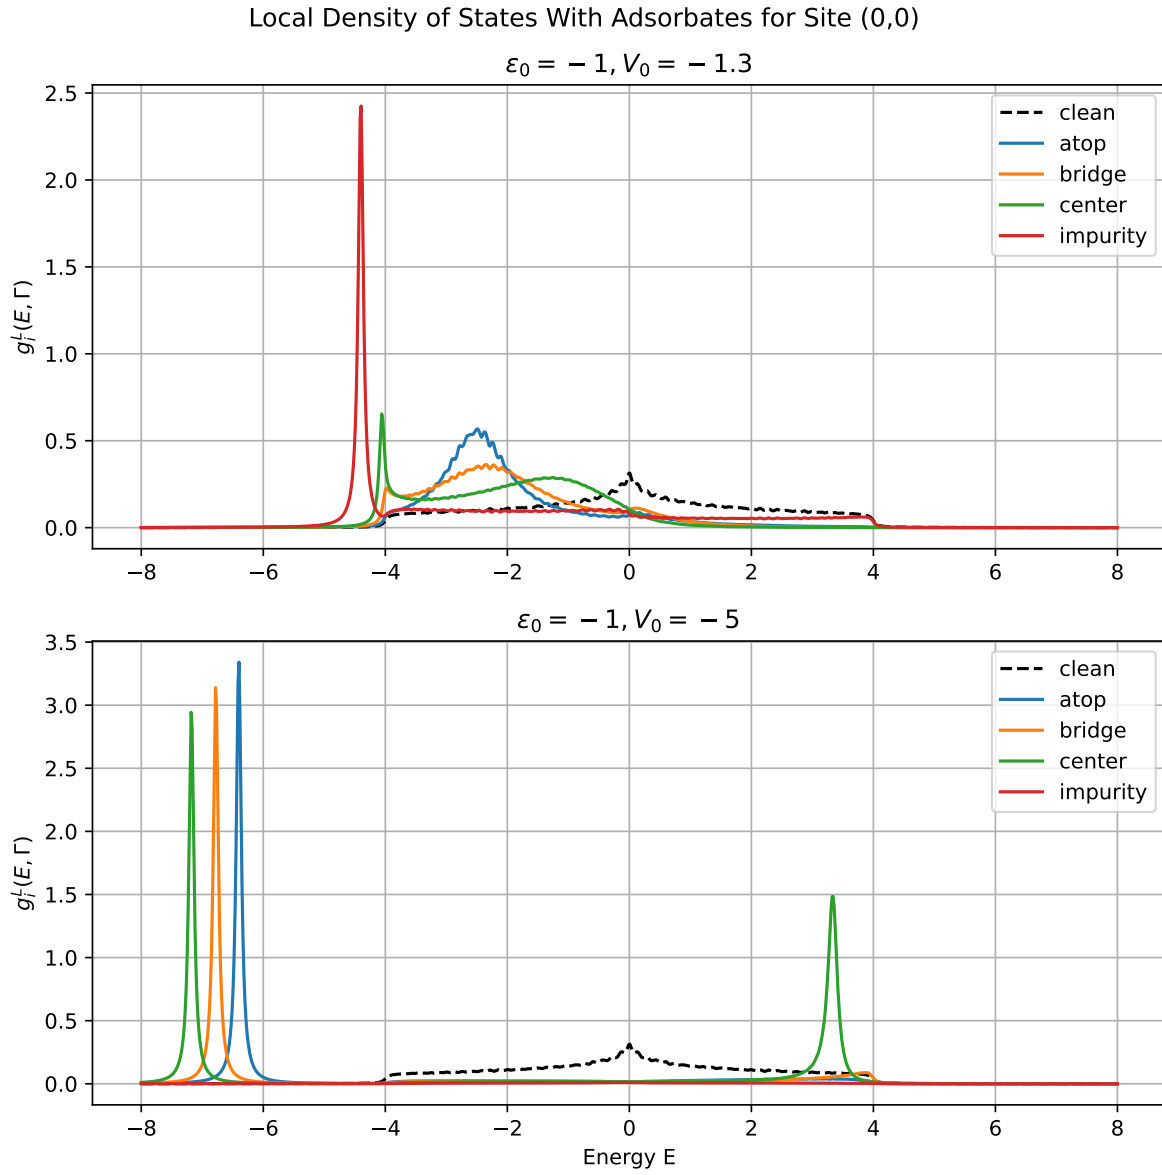 Local Density of States With Adsorbates for Site (0,0)
ε₀ = −1, V₀ = −1.3
2.5
2.0
1.5
1.0
0.5
0.0
gᵢᴸ(E, Γ)
clean
atop
bridge
center
impurity
−8 −6 −4 −2 0 2 4 6 8
ε₀ = −1, V₀ = −5
3.5
3.0
2.5
2.0
1.5
1.0
0.5
0.0
gᵢᴸ(E, Γ)
clean
atop
bridge
center
impurity
−8 −6 −4 −2 0 2 4 6 8
Energy E